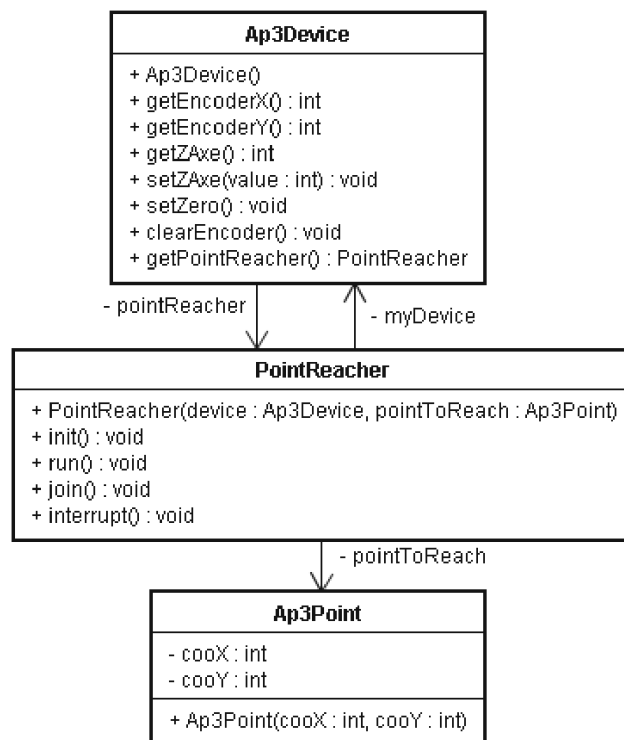 Ap3Device
+ Ap3Device()
+ getEncoderX() : int
+ getEncoderY() : int
+ getZAxe() : int
+ setZAxe(value : int) : void
+ setZero() : void
+ clearEncoder() : void
+ getPointReacher() : PointReacher
- pointReacher
- myDevice
PointReacher
+ PointReacher(device : Ap3Device, pointToReach : Ap3Point)
+ init() : void
+ run() : void
+ join() : void
+ interrupt() : void
- pointToReach
Ap3Point
- cooX : int
- cooY : int
+ Ap3Point(cooX : int, cooY : int)